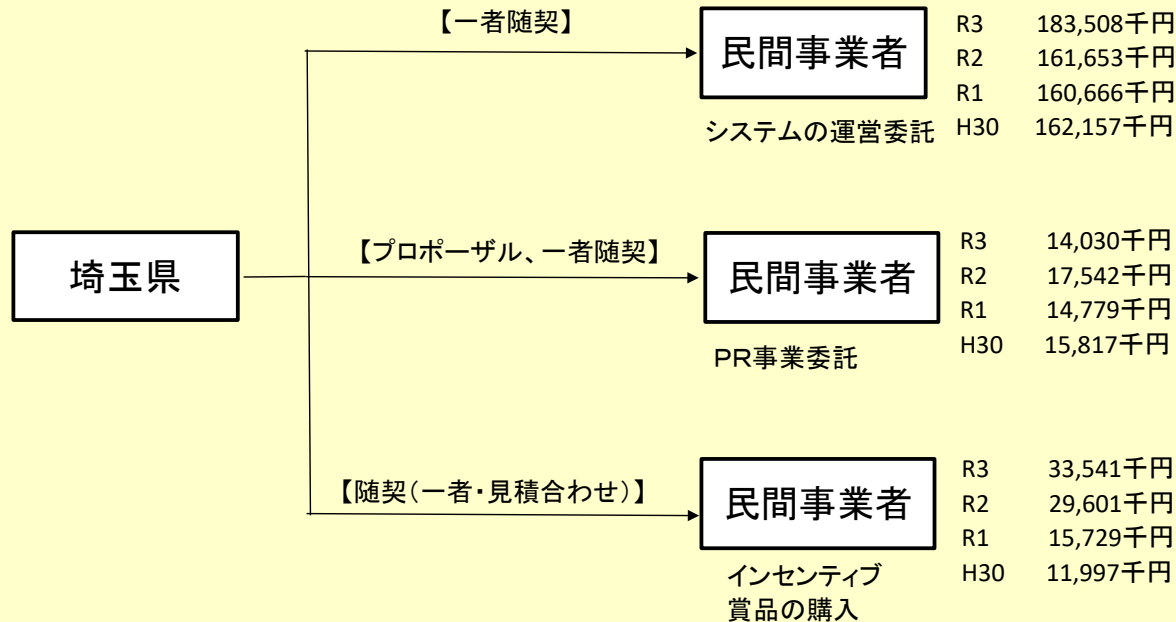 【一者随契】
民間事業者
システムの運営委託
R3 183,508千円
R2 161,653千円
R1 160,666千円
H30 162,157千円
埼玉県
【プロポーザル、一者随契】
民間事業者
PR事業委託
R3 14,030千円
R2 17,542千円
R1 14,779千円
H30 15,817千円
【随契(一者・見積合わせ)】
民間事業者
インセンティブ
賞品の購入
R3 33,541千円
R2 29,601千円
R1 15,729千円
H30 11,997千円